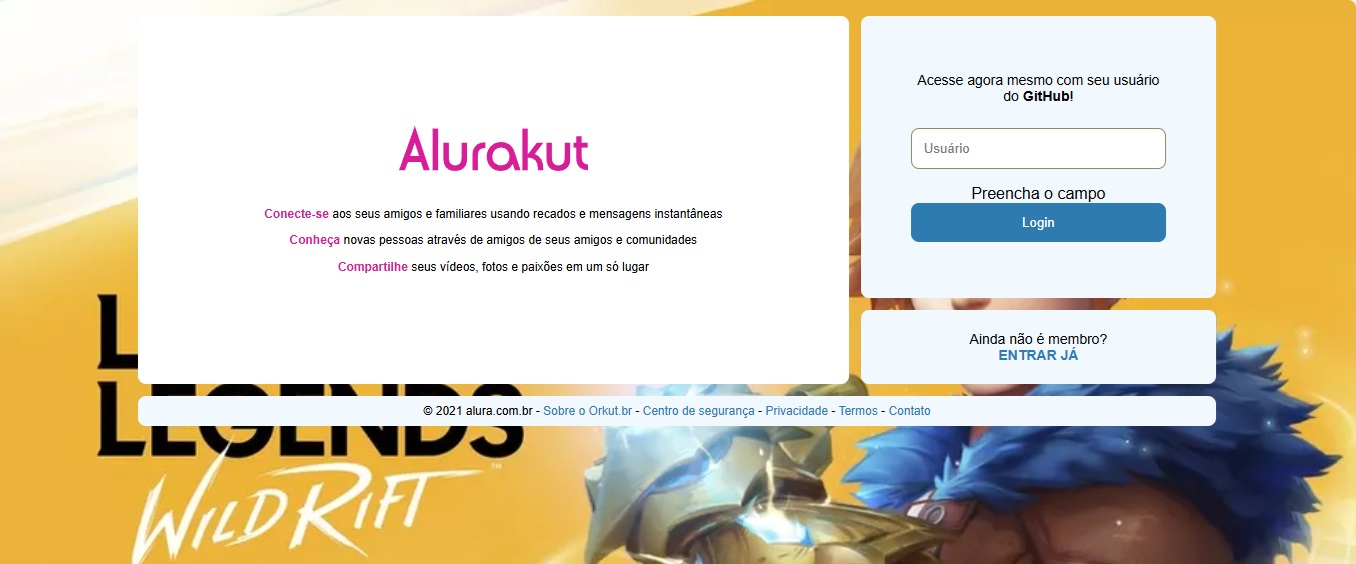 Alurakut
Conecte-se aos seus amigos e familiares usando recados e mensagens instantâneas
Conheça novas pessoas através de amigos de seus amigos e comunidades
Compartilhe seus vídeos, fotos e paixões em um só lugar
Acesse agora mesmo com seu usuário
do GitHub!
Usuário
Preencha o campo
Login
Ainda não é membro?
ENTRAR JÁ
© 2021 alura.com.br - Sobre o Orkut.br - Centro de segurança - Privacidade - Termos - Contato
LEGENDS
WILD RIFT™